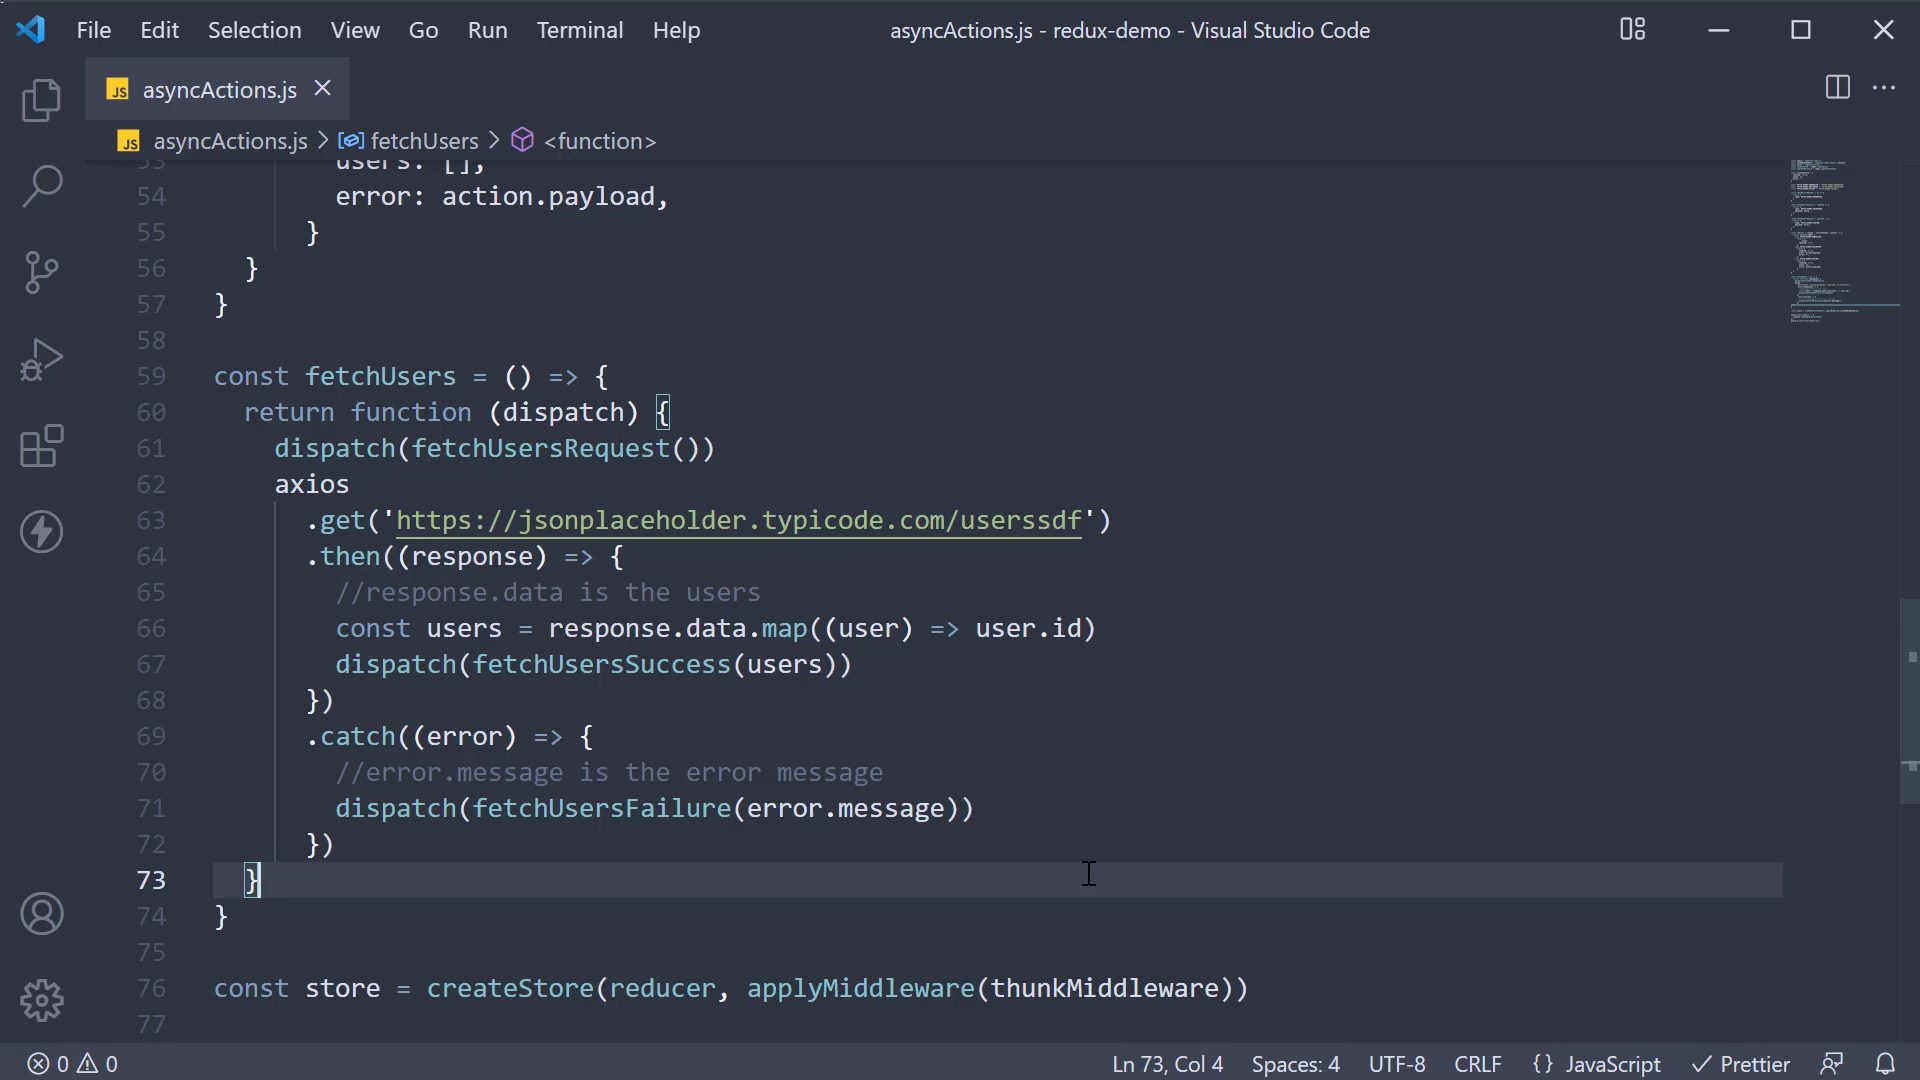 File Edit Selection View Go Run Terminal Help asyncActions.js - redux-demo - Visual Studio Code
JS asyncActions.js
JS asyncActions.js > fetchUsers > <function>
53 users: [],
54 error: action.payload,
55 }
56 }
57 }
58
59 const fetchUsers = () => {
60 return function (dispatch) {
61 dispatch(fetchUsersRequest())
62 axios
63 .get('https://jsonplaceholder.typicode.com/userssdf')
64 .then((response) => {
65 //response.data is the users
66 const users = response.data.map((user) => user.id)
67 dispatch(fetchUsersSuccess(users))
68 })
69 .catch((error) => {
70 //error.message is the error message
71 dispatch(fetchUsersFailure(error.message))
72 })
73 }
74 }
75
76 const store = createStore(reducer, applyMiddleware(thunkMiddleware))
77
0 0 Ln 73, Col 4 Spaces: 4 UTF-8 CRLF {} JavaScript Prettier